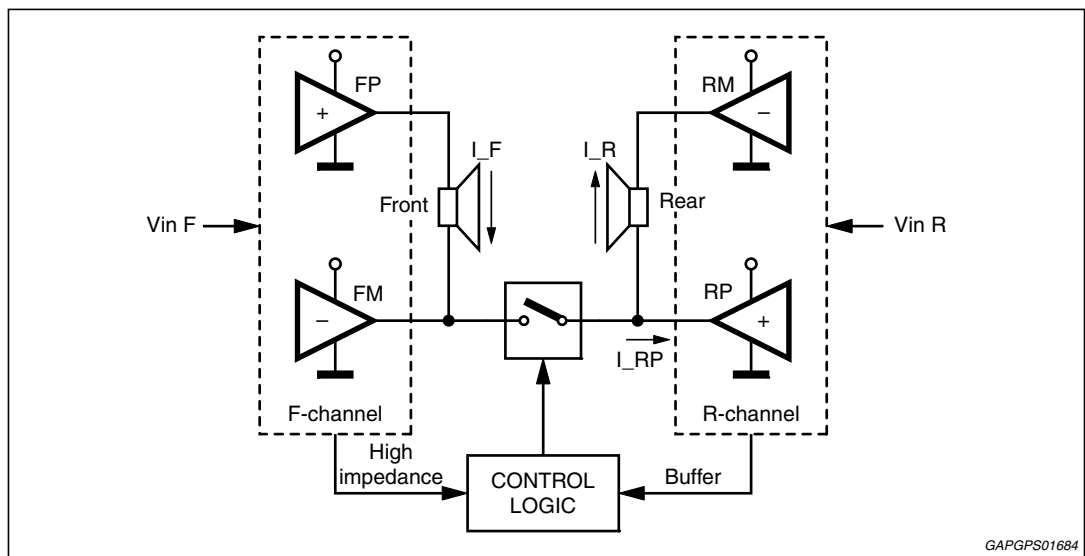 FP
RM
+
−
I_F
I_R
Front
Rear
Vin F
Vin R
FM
RP
−
+
I_RP
F-channel
R-channel
High
impedance
Buffer
CONTROL
LOGIC
GAPGPS01684